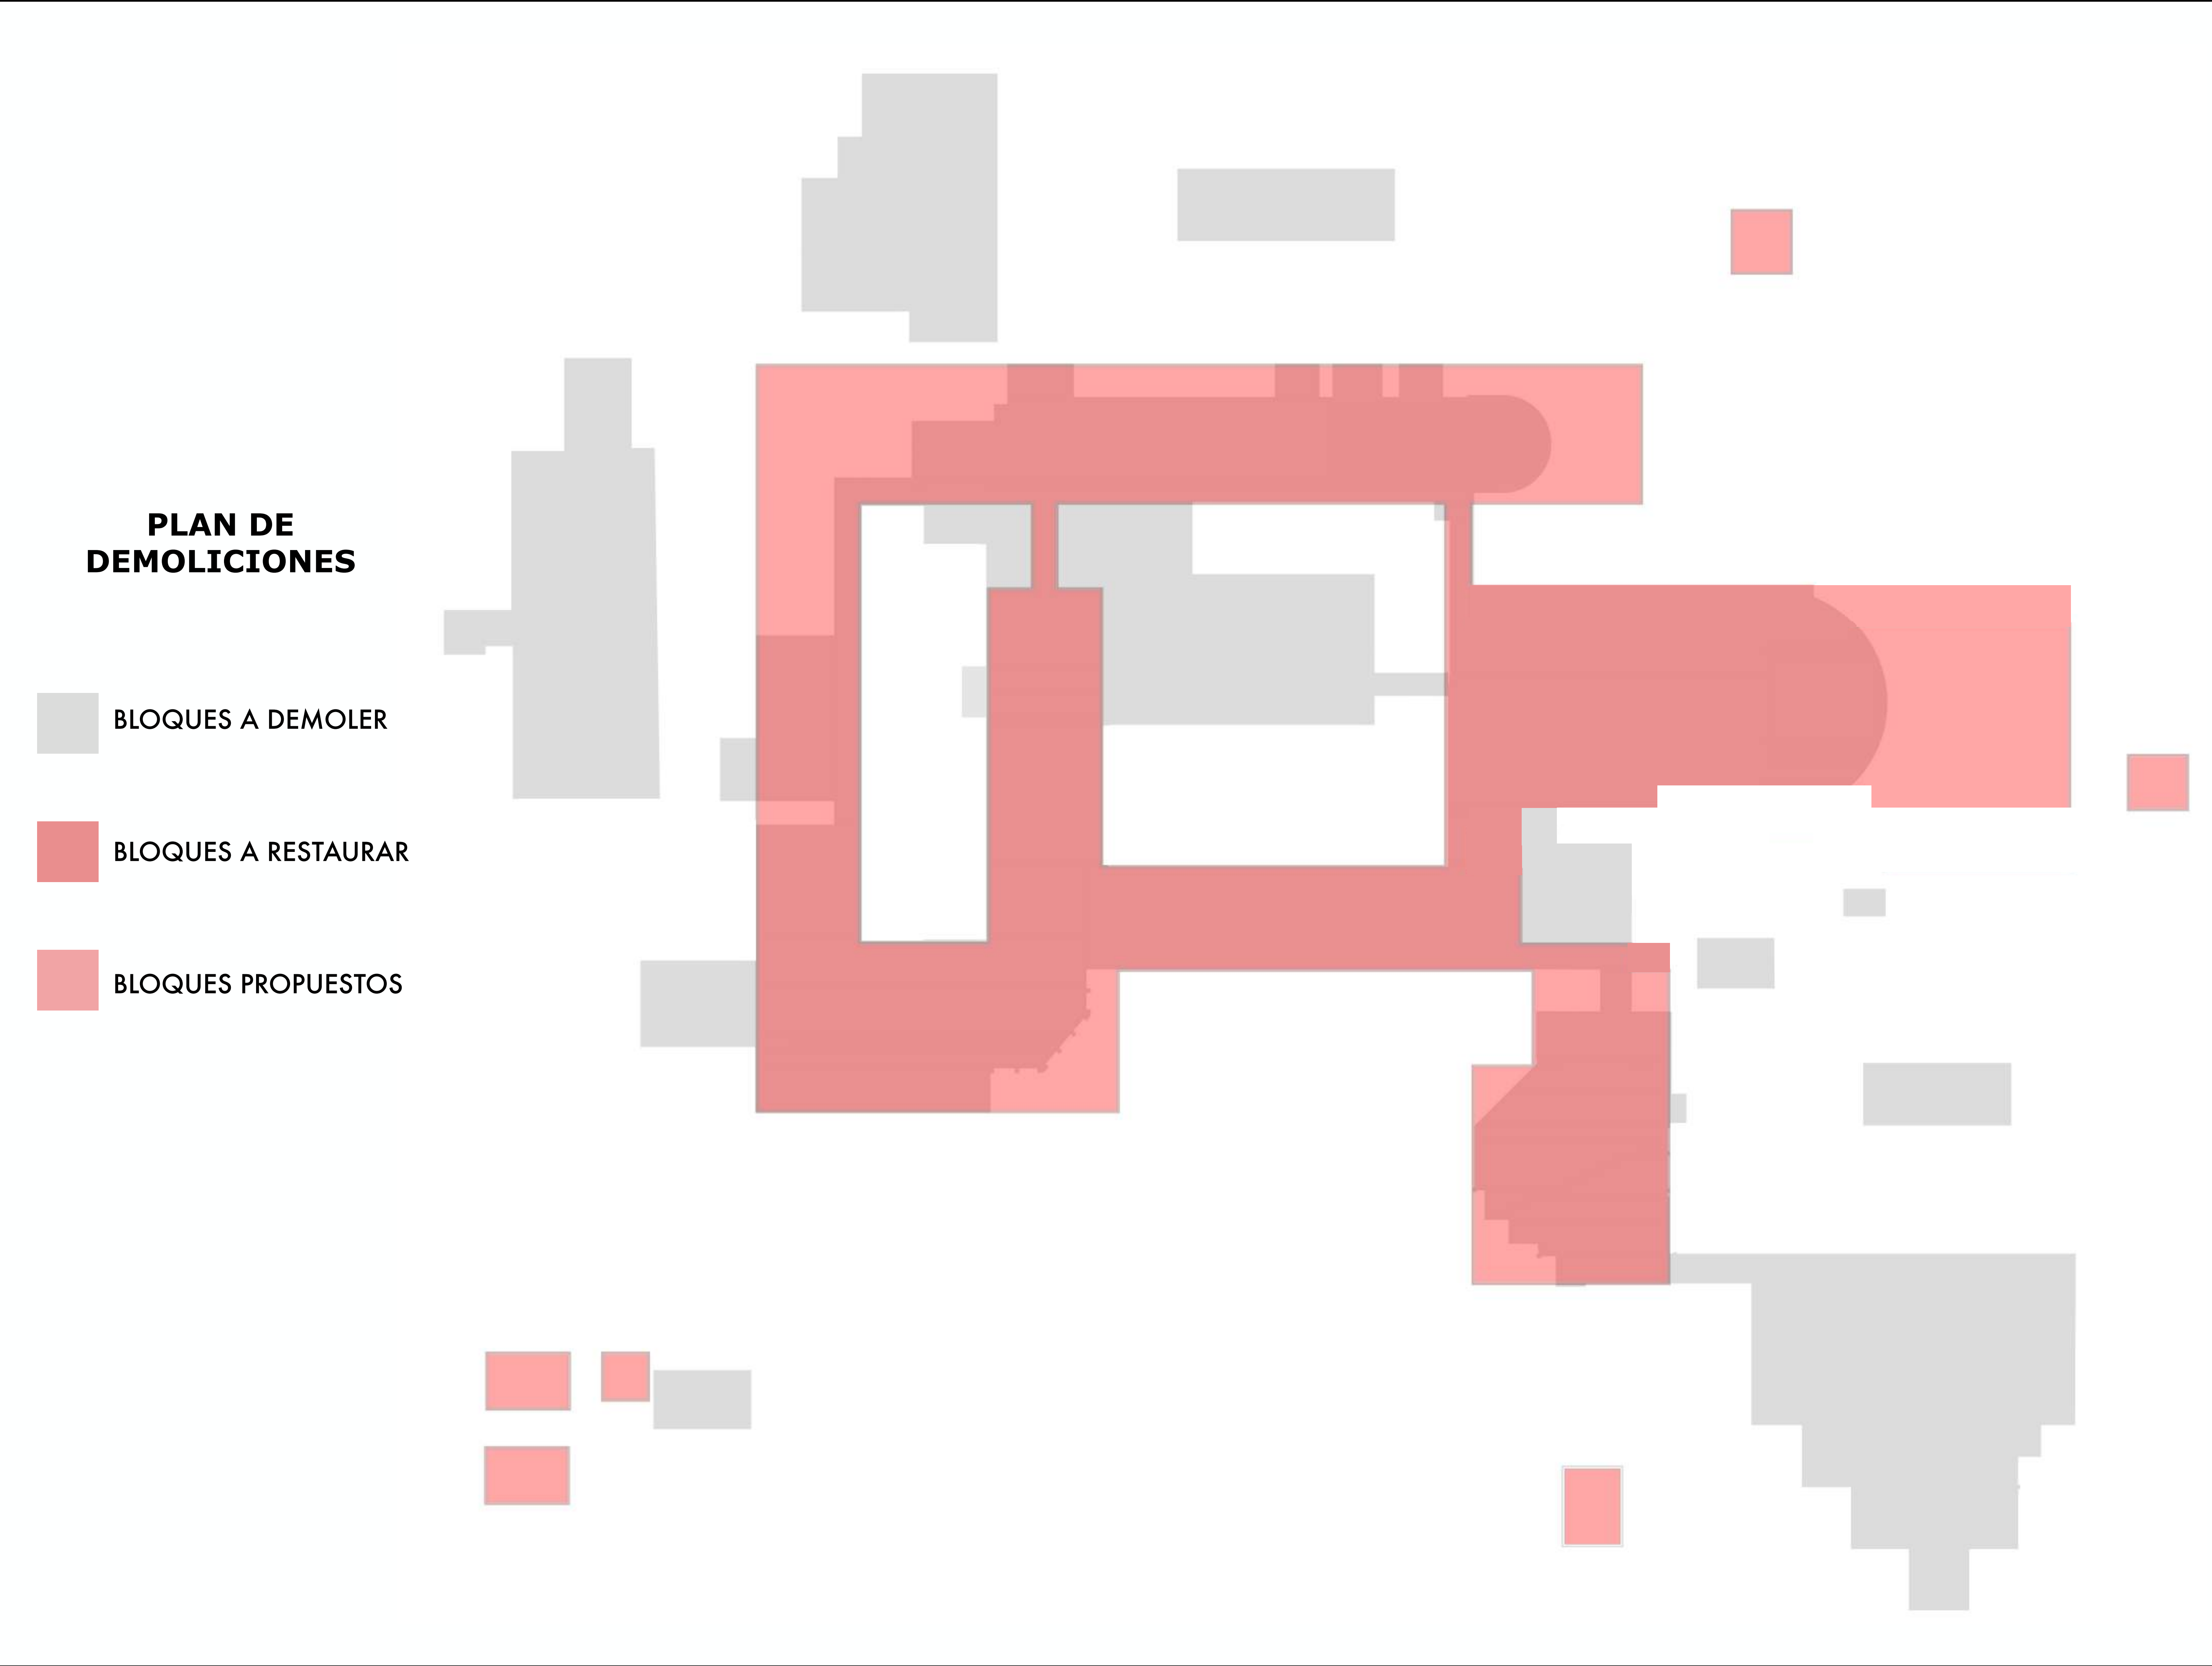 PLAN DE
DEMOLICIONES
BLOQUES A DEMOLER
BLOQUES A RESTAURAR
BLOQUES PROPUESTOS